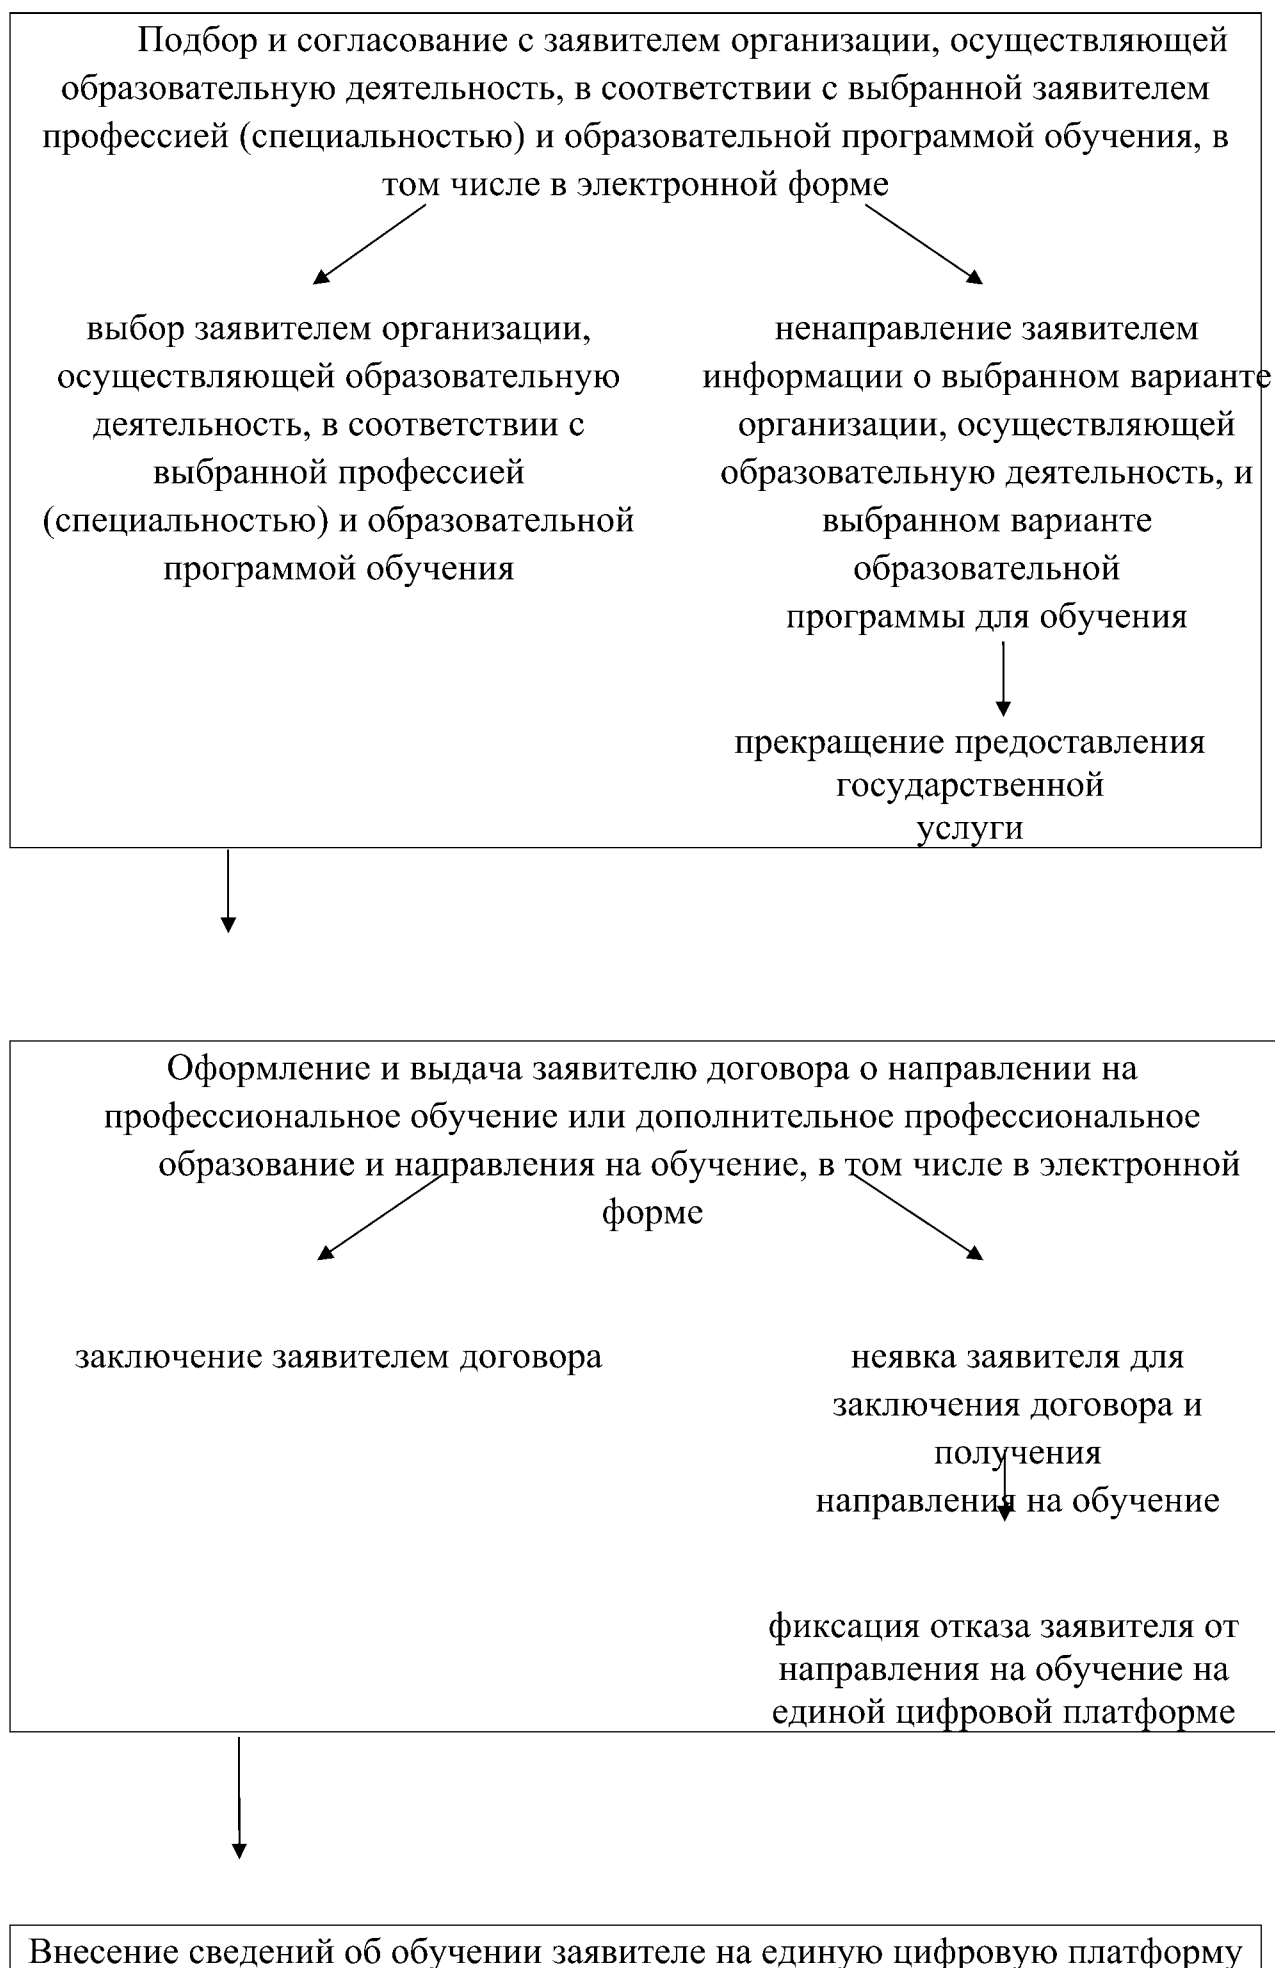 Подбор и согласование с заявителем организации, осуществляющей
образовательную деятельность, в соответствии с выбранной заявителем
профессией (специальностью) и образовательной программой обучения, в
том числе в электронной форме
выбор заявителем организации,
осуществляющей образовательную
деятельность, в соответствии с
выбранной профессией
(специальностью) и образовательной
программой обучения
ненаправление заявителем
информации о выбранном варианте
организации, осуществляющей
образовательную деятельность, и
выбранном варианте
образовательной
программы для обучения
прекращение предоставления
государственной
услуги
Оформление и выдача заявителю договора о направлении на
профессиональное обучение или дополнительное профессиональное
образование и направления на обучение, в том числе в электронной
форме
заключение заявителем договора
неявка заявителя для
заключения договора и
получения
направления на обучение
фиксация отказа заявителя от
направления на обучение на
единой цифровой платформе
Внесение сведений об обучении заявителе на единую цифровую платформу